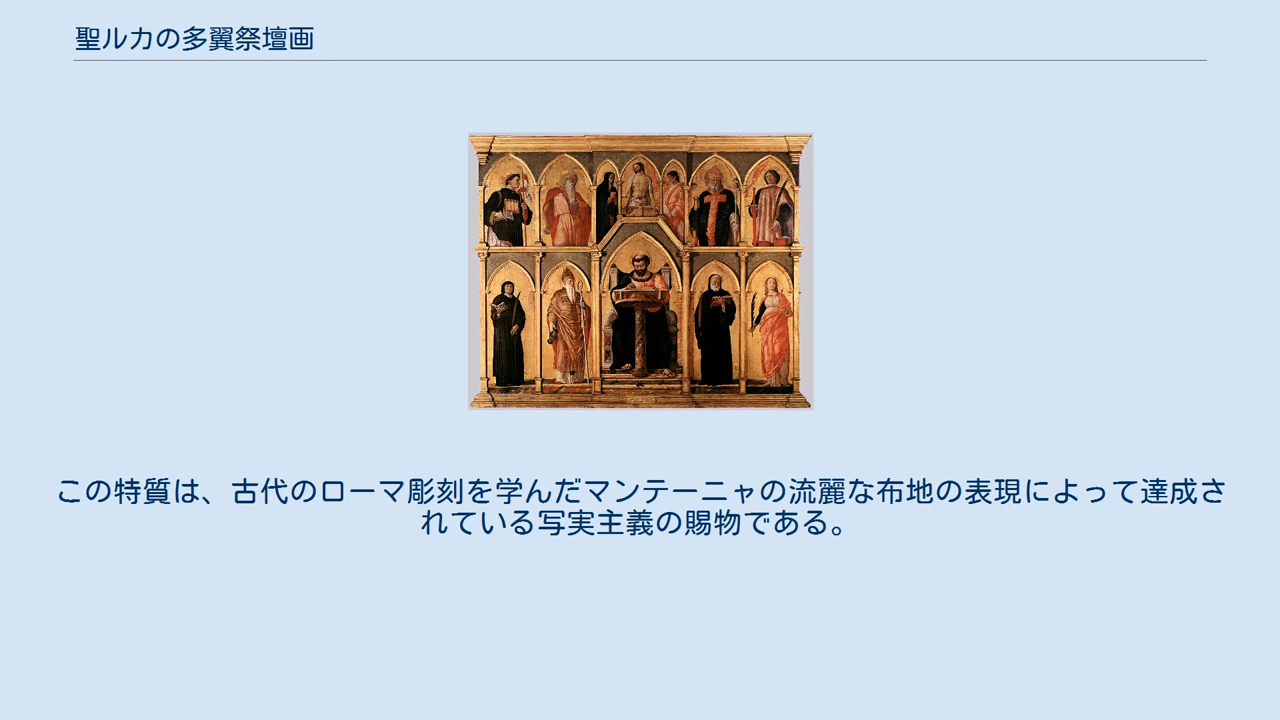 聖ルカの多翼祭壇画
この特質は、古代のローマ彫刻を学んだマンテーニャの流麗な布地の表現によって達成さ
れている写実主義の賜物である。